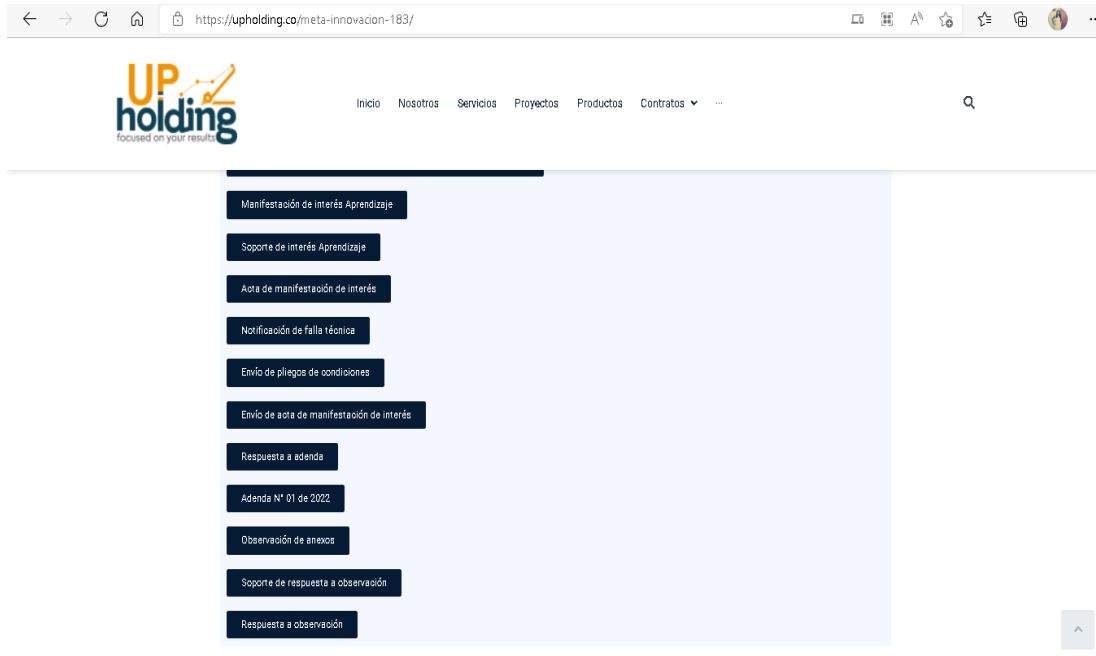 https://upholding.co/meta-innovacion-183/
UP
holding
focused on your results
Inicio Nosotros Servicios Proyectos Productos Contratos ...
Manifestación de interés Aprendizaje
Soporte de interés Aprendizaje
Acta de manifestación de interés
Notificación de falla técnica
Envío de pliegos de condiciones
Envío de acta de manifestación de interés
Respuesta a adenda
Adenda N° 01 de 2022
Observación de anexos
Soporte de respuesta a observación
Respuesta a observación